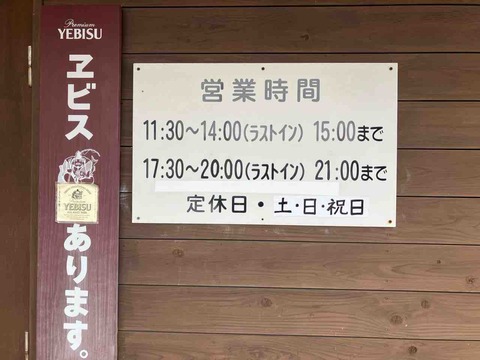 Premium
YEBISU
ヱビス
あります。
YEBISU
営業時間
11:30〜14:00(ラストイン) 15:00まで
17:30〜20:00(ラストイン) 21:00まで
定休日・土・日・祝日